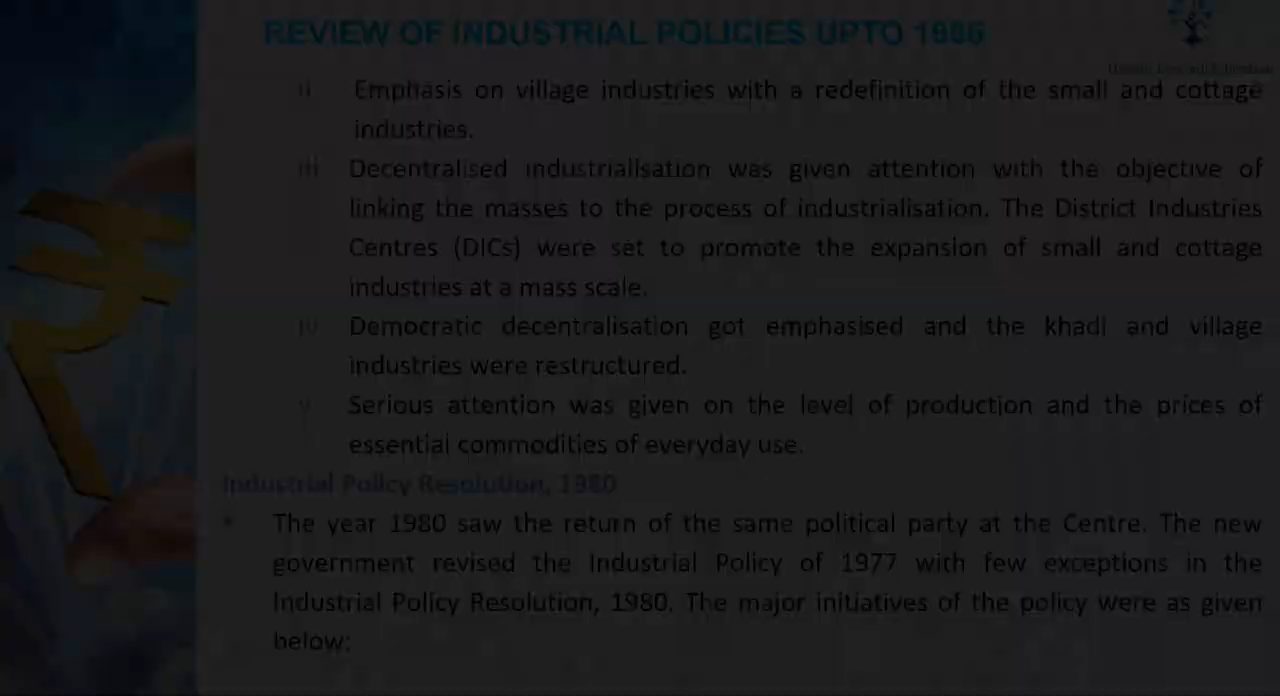 REVIEW OF INDUSTRIAL POLICIES UPTO 1986
ii Emphasis on village industries with a redefinition of the small and cottage
industries.
iii Decentralised industrialisation was given attention with the objective of
linking the masses to the process of industrialisation. The District Industries
Centres (DICs) were set to promote the expansion of small and cottage
industries at a mass scale.
iv Democratic decentralisation got emphasised and the khadi and village
industries were restructured.
v Serious attention was given on the level of production and the prices of
essential commodities of everyday use.
Industrial Policy Resolution, 1980
• The year 1980 saw the return of the same political party at the Centre. The new
government revised the Industrial Policy of 1977 with few exceptions in the
Industrial Policy Resolution, 1980. The major initiatives of the policy were as given
below: